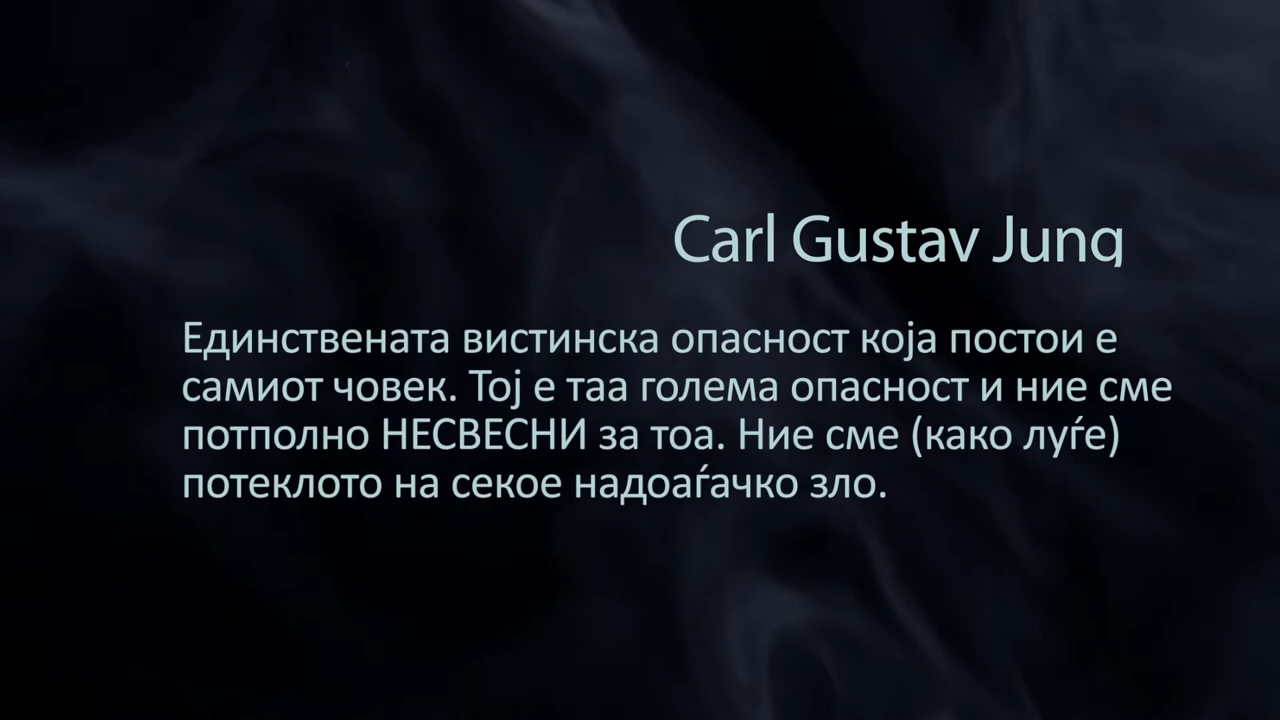 Carl Gustav Jung
Единствената вистинска опасност која постои е
самиот човек. Тој е таа голема опасност и ние сме
потполно НЕСВЕСНИ за тоа. Ние сме (како луѓе)
потеклото на секое надоаѓачко зло.